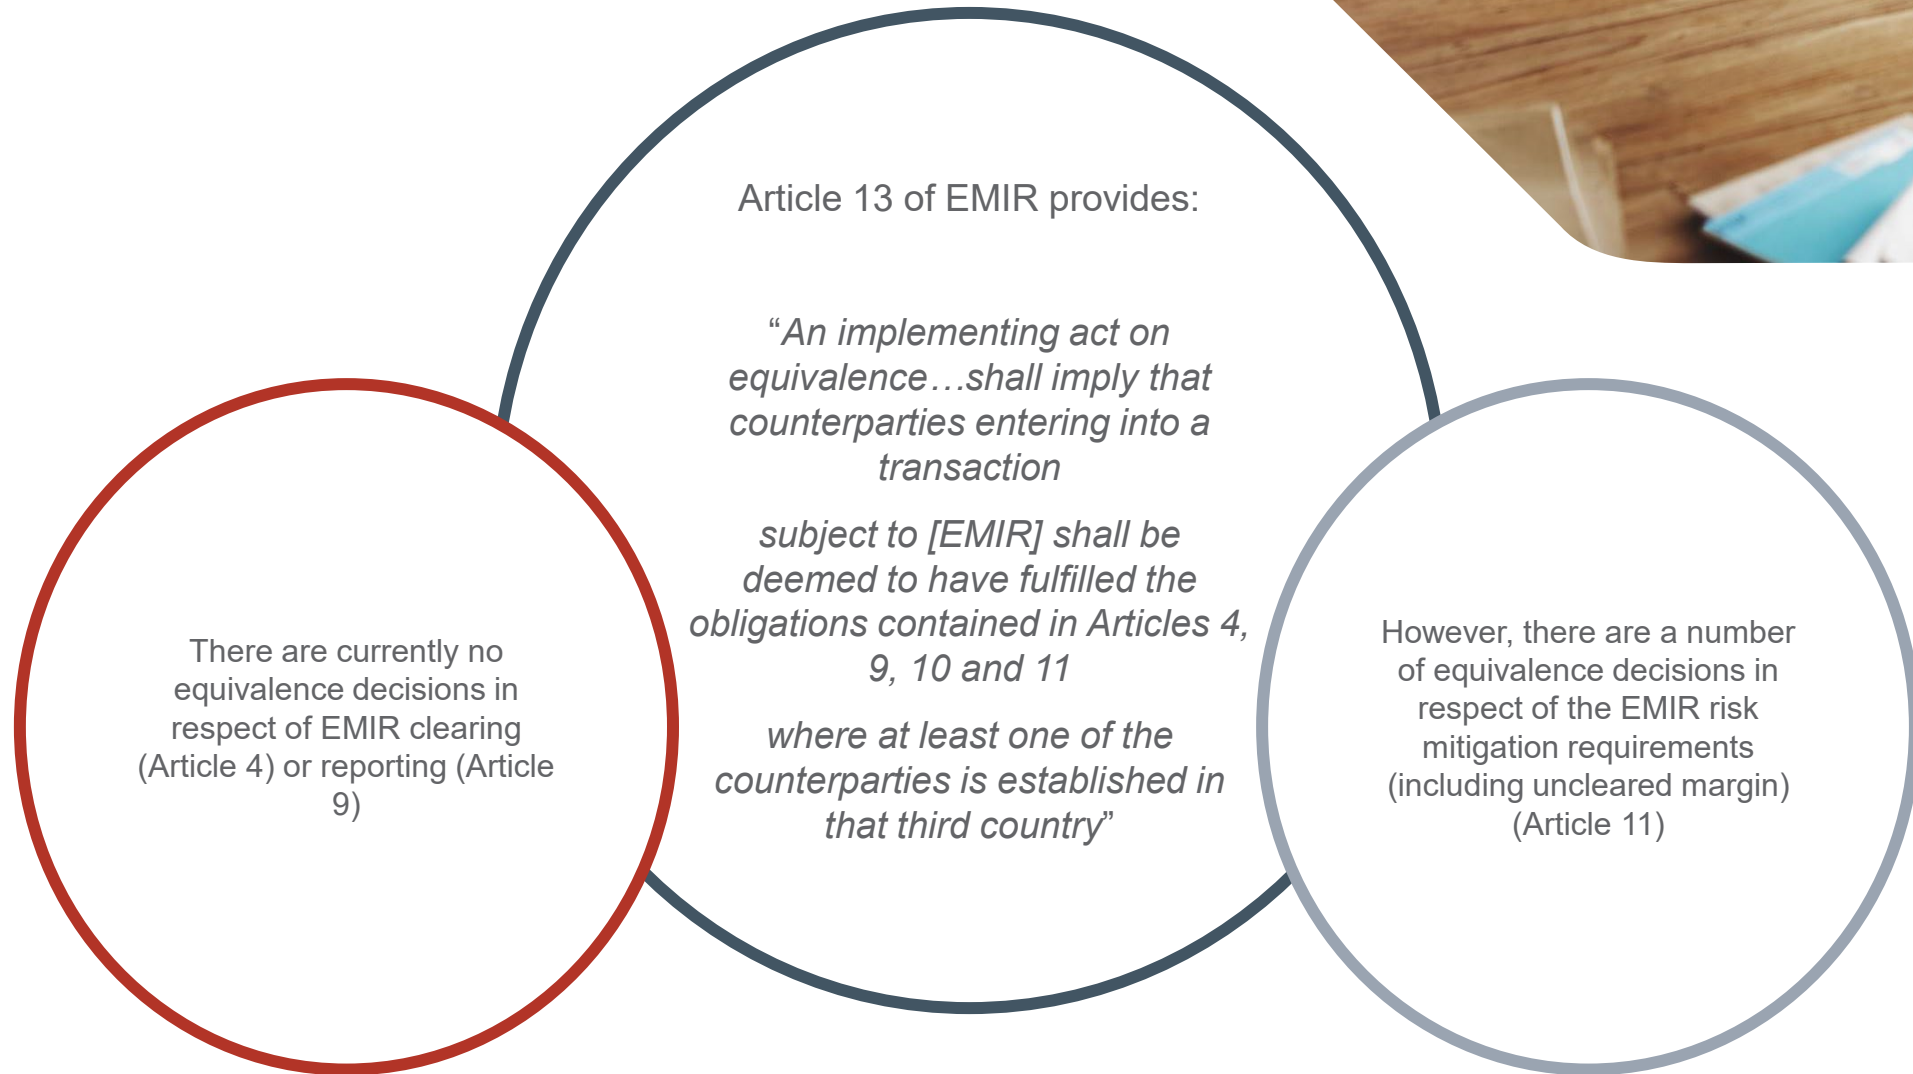 Article 13 of EMIR provides:
“An implementing act on
equivalence…shall imply that
counterparties entering into a
transaction
subject to [EMIR] shall be
deemed to have fulfilled the
obligations contained in Articles 4,
9, 10 and 11
where at least one of the
counterparties is established in
that third country”
There are currently no
equivalence decisions in
respect of EMIR clearing
(Article 4) or reporting (Article
9)
However, there are a number
of equivalence decisions in
respect of the EMIR risk
mitigation requirements
(including uncleared margin)
(Article 11)